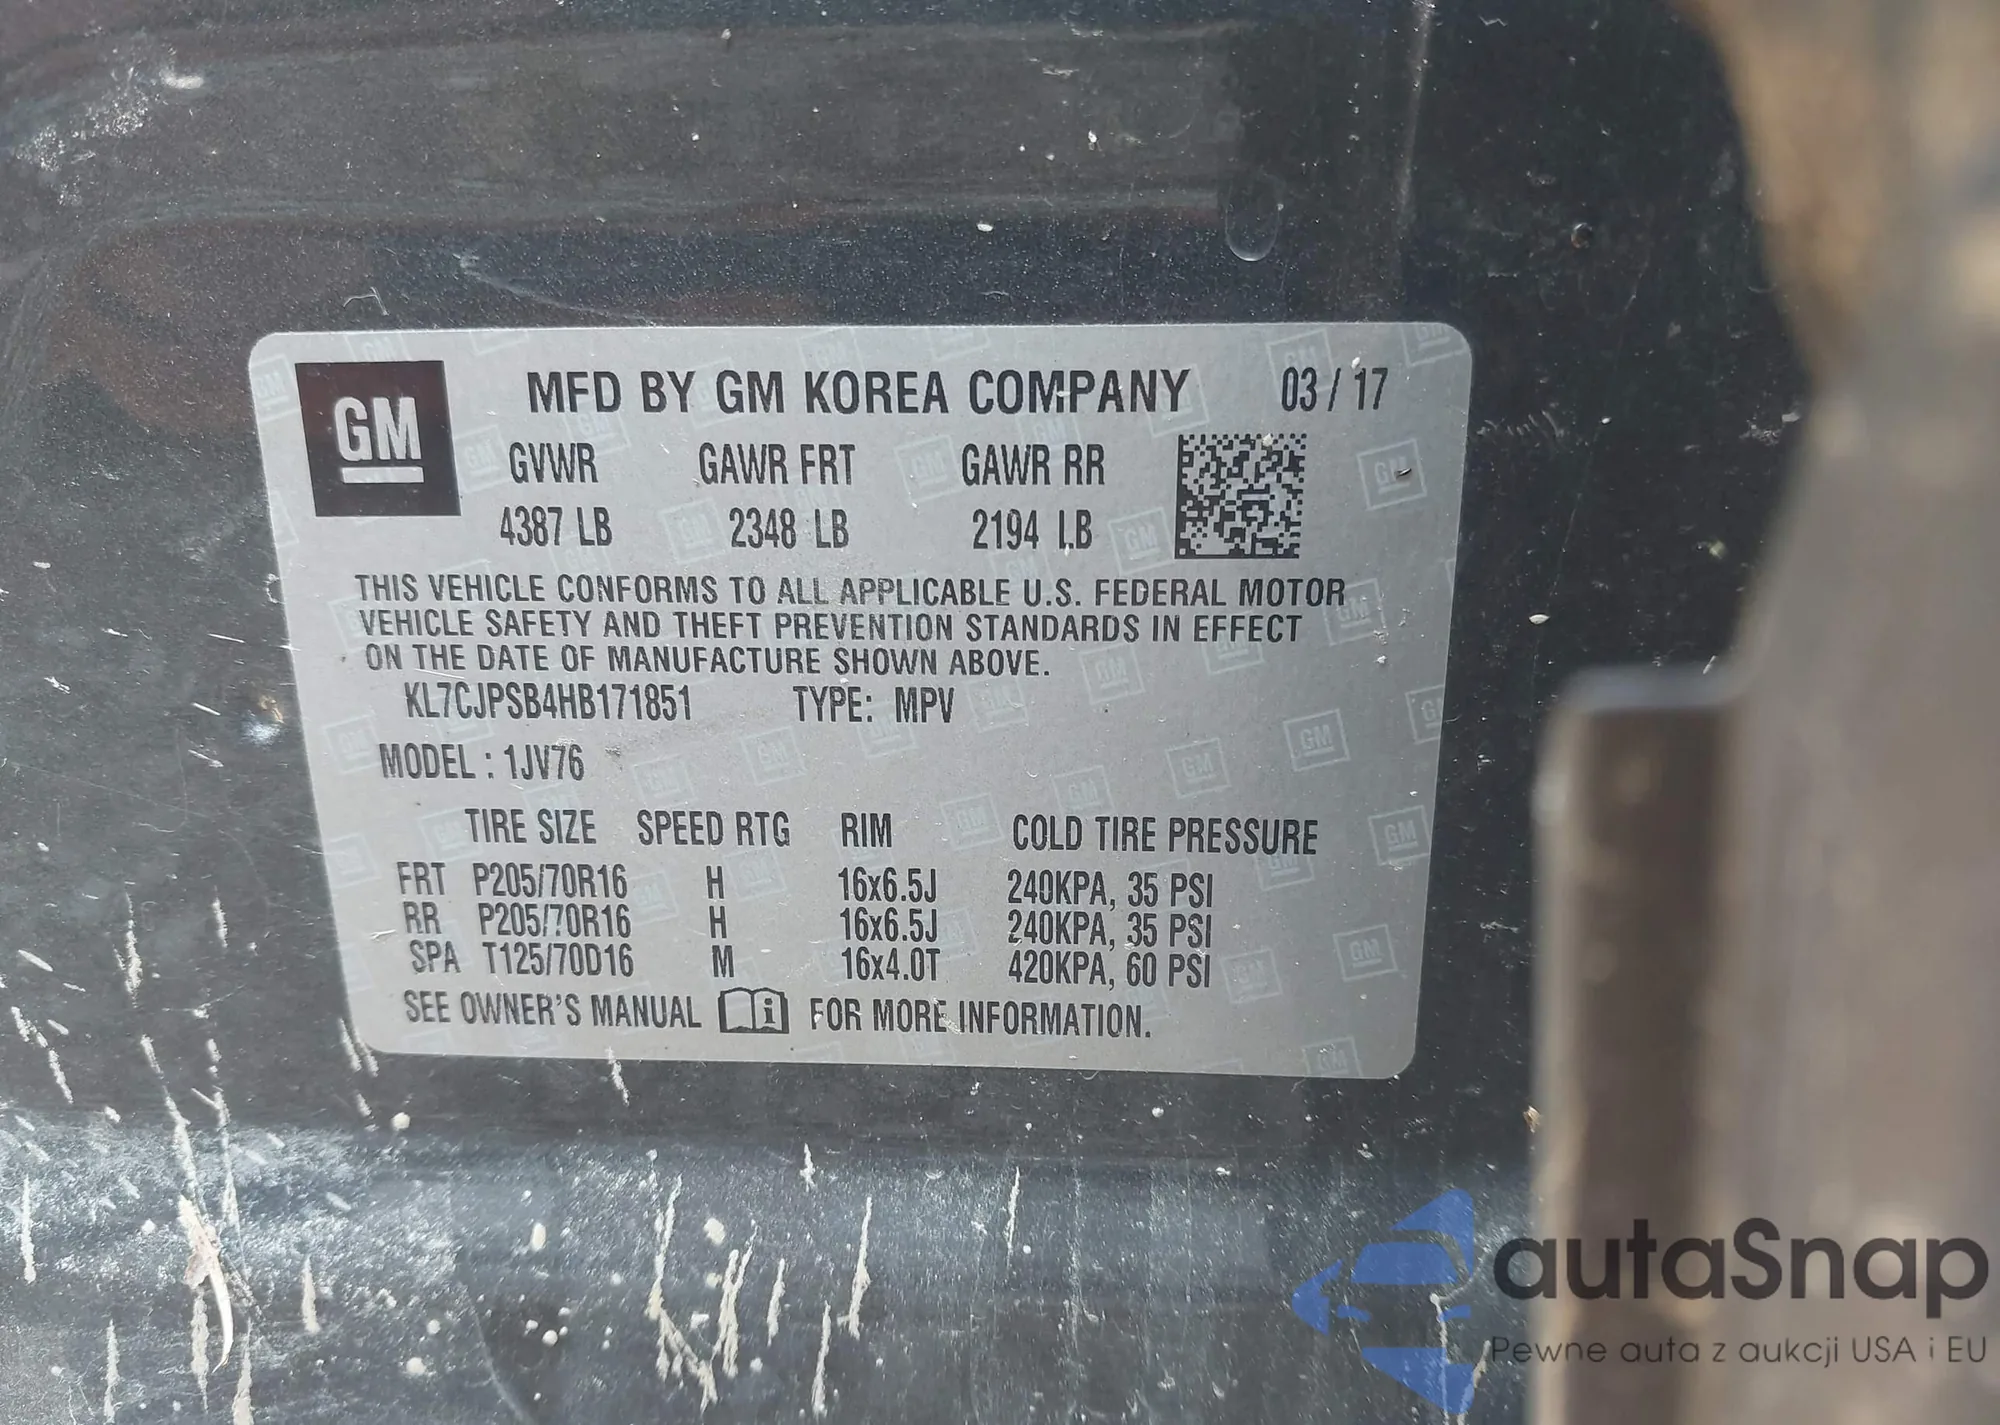 GM
MFD BY GM KOREA COMPANY 03 / 17
GVWR GAWR FRT GAWR RR
4387 LB 2348 LB 2194 LB
THIS VEHICLE CONFORMS TO ALL APPLICABLE U.S. FEDERAL MOTOR
VEHICLE SAFETY AND THEFT PREVENTION STANDARDS IN EFFECT
ON THE DATE OF MANUFACTURE SHOWN ABOVE.
KL7CJPSB4HB171851 TYPE: MPV
MODEL : 1JV76
TIRE SIZE SPEED RTG RIM COLD TIRE PRESSURE
FRT P205/70R16 H 16x6.5J 240KPA, 35 PSI
RR P205/70R16 H 16x6.5J 240KPA, 35 PSI
SPA T125/70D16 M 16x4.0T 420KPA, 60 PSI
SEE OWNER'S MANUAL i FOR MORE INFORMATION.
autaSnap
Pewne auta z aukcji USA i EU